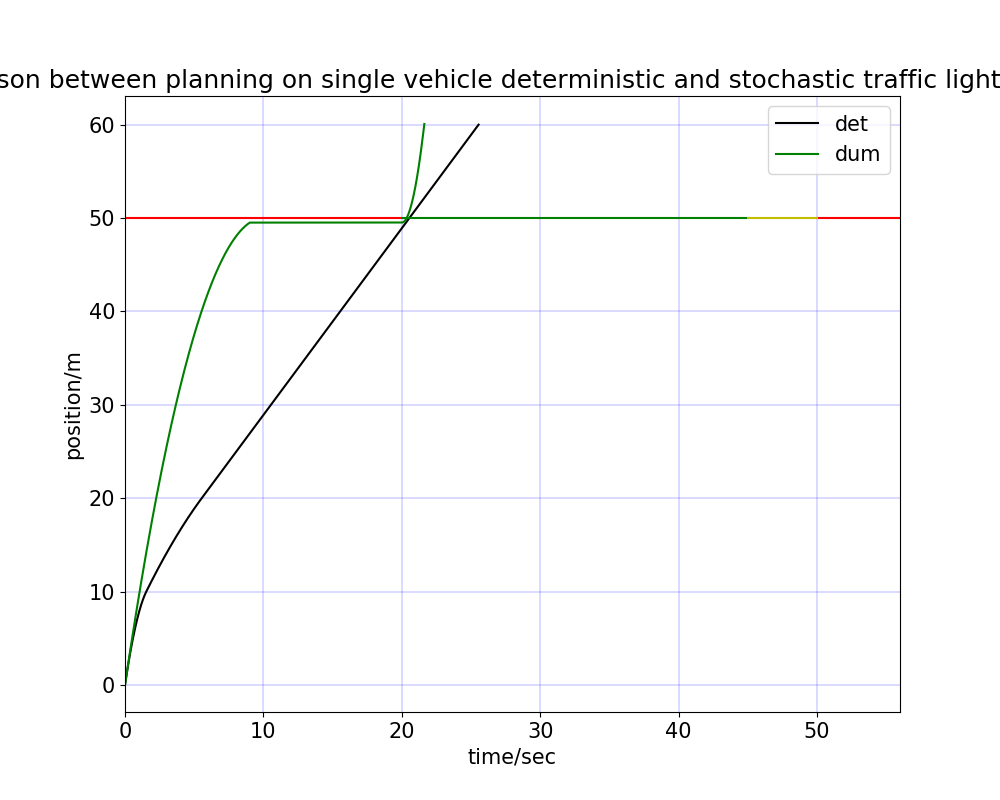 son between planning on single vehicle deterministic and stochastic traffic light
det
dum
60
50
40
30
20
10
0
position/m
0 10 20 30 40 50
time/sec